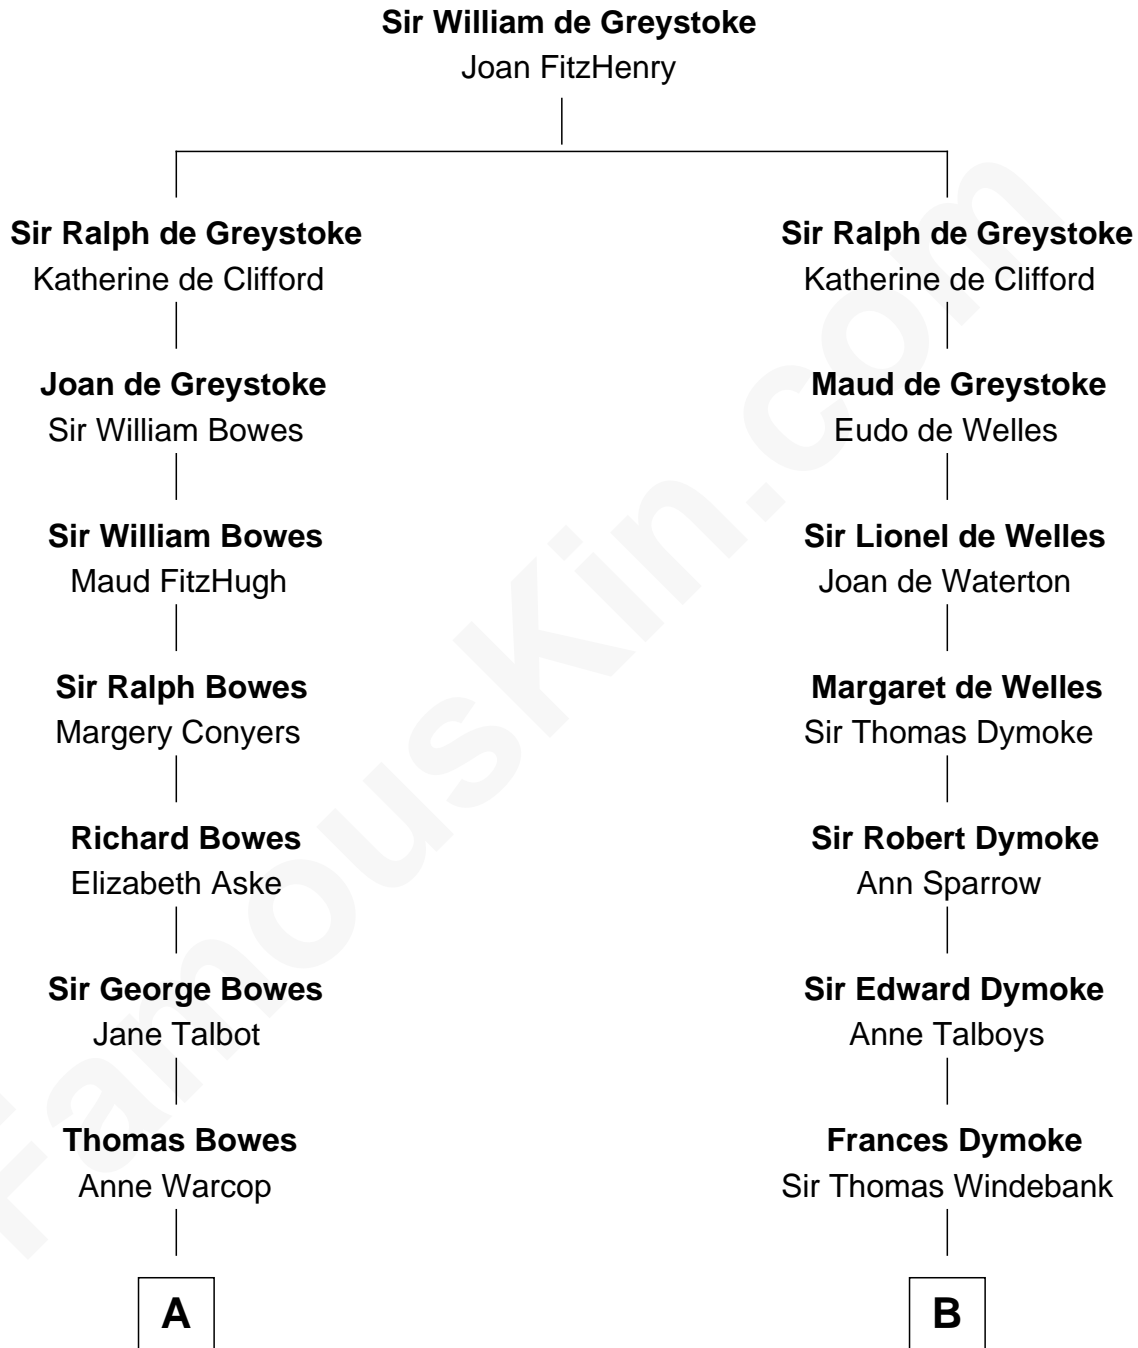 Sir William de Greystoke
Joan FitzHenry
Sir Ralph de Greystoke
Katherine de Clifford
Joan de Greystoke
Sir William Bowes
Sir William Bowes
Maud FitzHugh
Sir Ralph Bowes
Margery Conyers
Richard Bowes
Elizabeth Aske
Sir George Bowes
Jane Talbot
Thomas Bowes
Anne Warcop
A
Sir Ralph de Greystoke
Katherine de Clifford
Maud de Greystoke
Eudo de Welles
Sir Lionel de Welles
Joan de Waterton
Margaret de Welles
Sir Thomas Dymoke
Sir Robert Dymoke
Ann Sparrow
Sir Edward Dymoke
Anne Talboys
Frances Dymoke
Sir Thomas Windebank
B
FamousKin.com